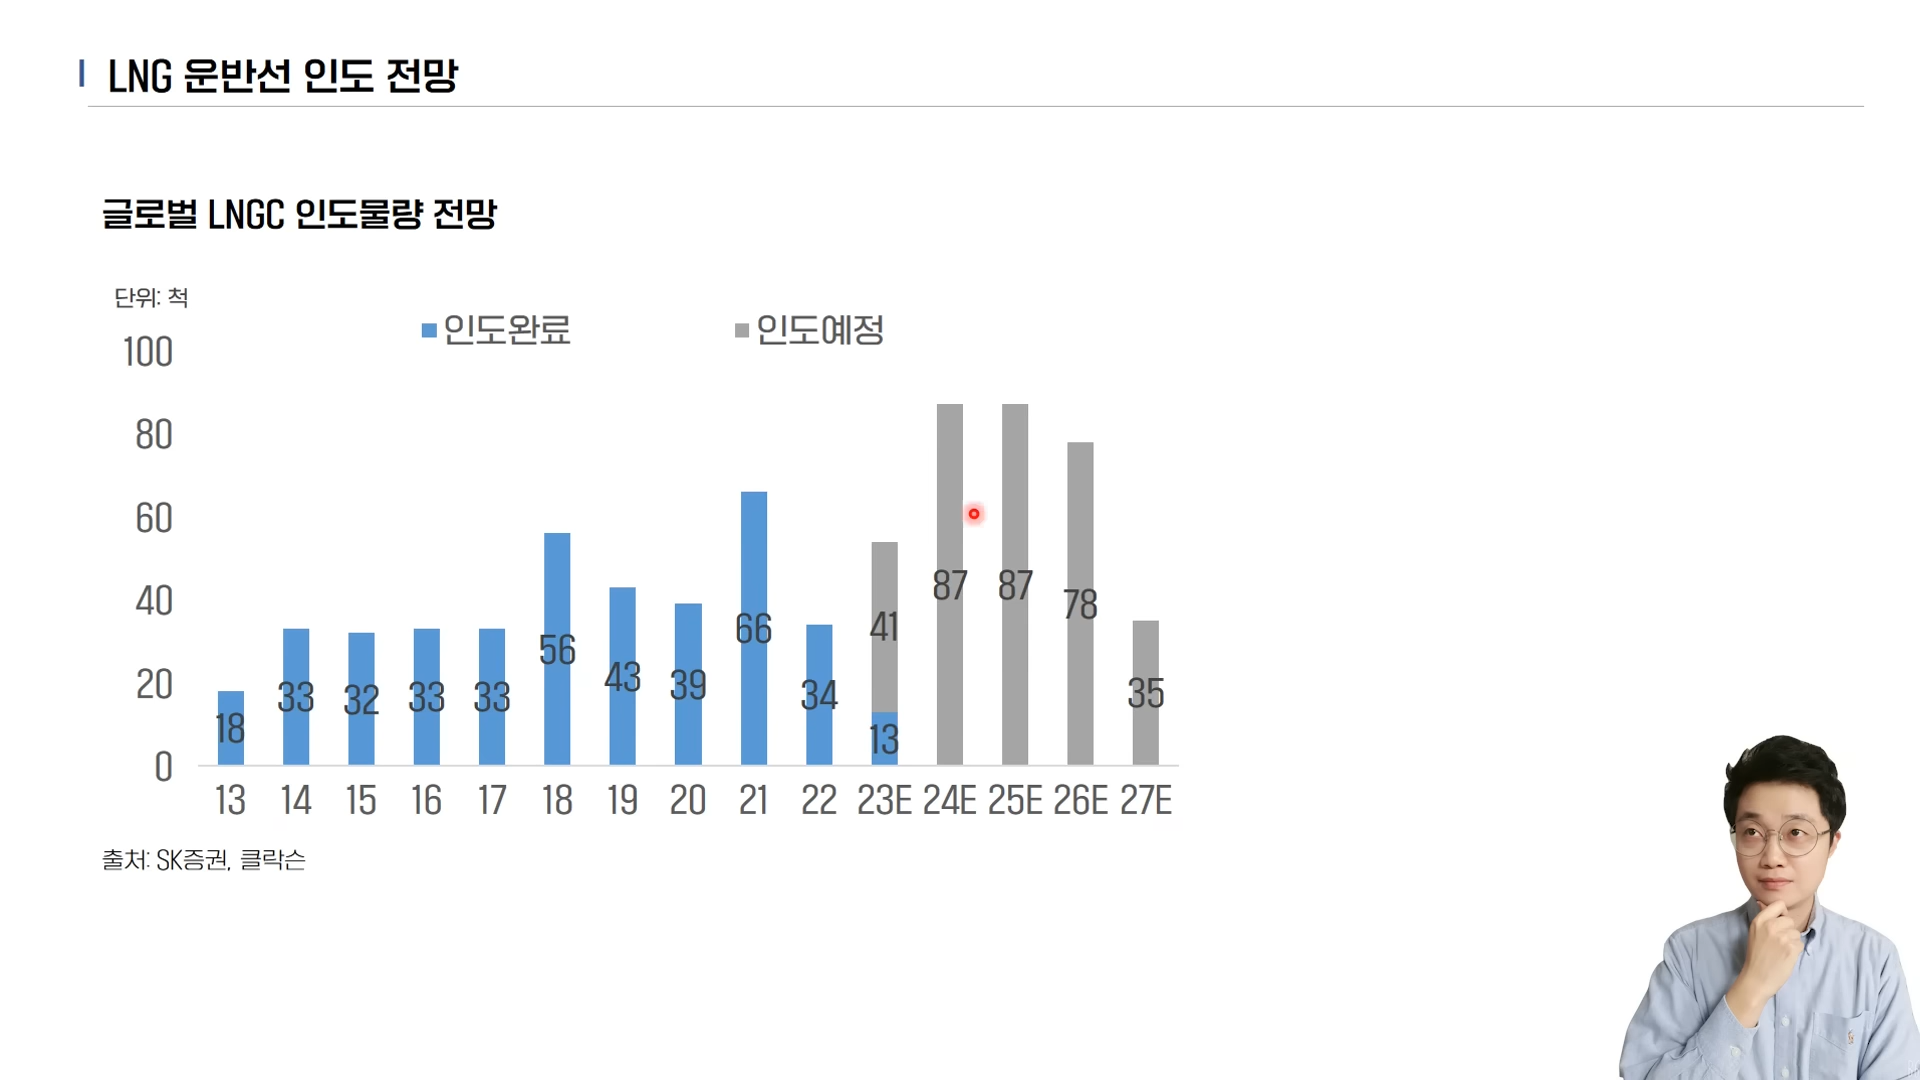 LNG 운반선 인도 전망
글로벌 LNGC 인도물량 전망
단위: 척
인도완료 인도예정
100
80
60
40
20
0
18 33 32 33 33 56 43 39 66 34 41 13 87 87 78 35
13 14 15 16 17 18 19 20 21 22 23E 24E 25E 26E 27E
출처: SK증권, 클락슨